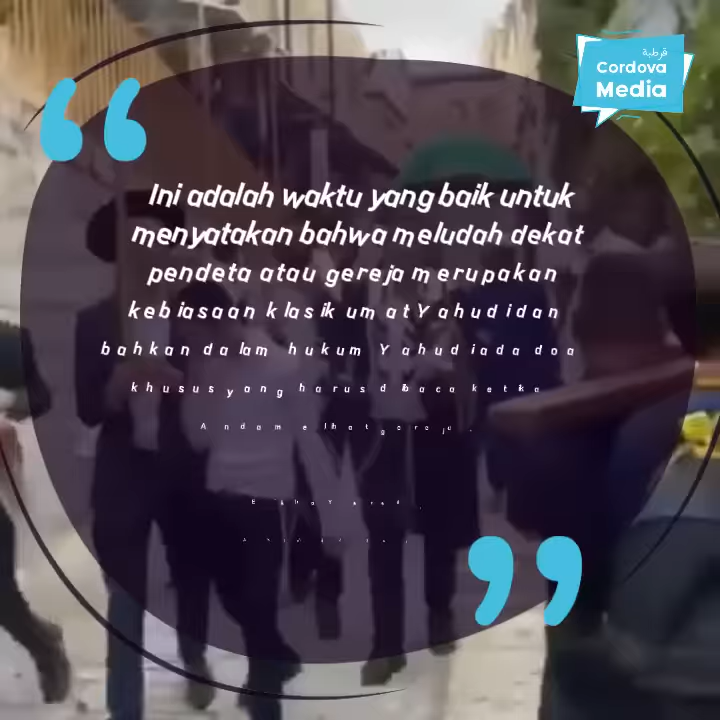 قرطبة
Cordova
Media
Ini adalah waktu yang baik untuk
menyatakan bahwa meludah dekat
pendeta atau gereja merupakan
kebiasaan klasik umat Yahudi dan
bahkan dalam hukum Yahudi ada doa
khusus yang harus dibaca ketika
Anda melihat gereja.